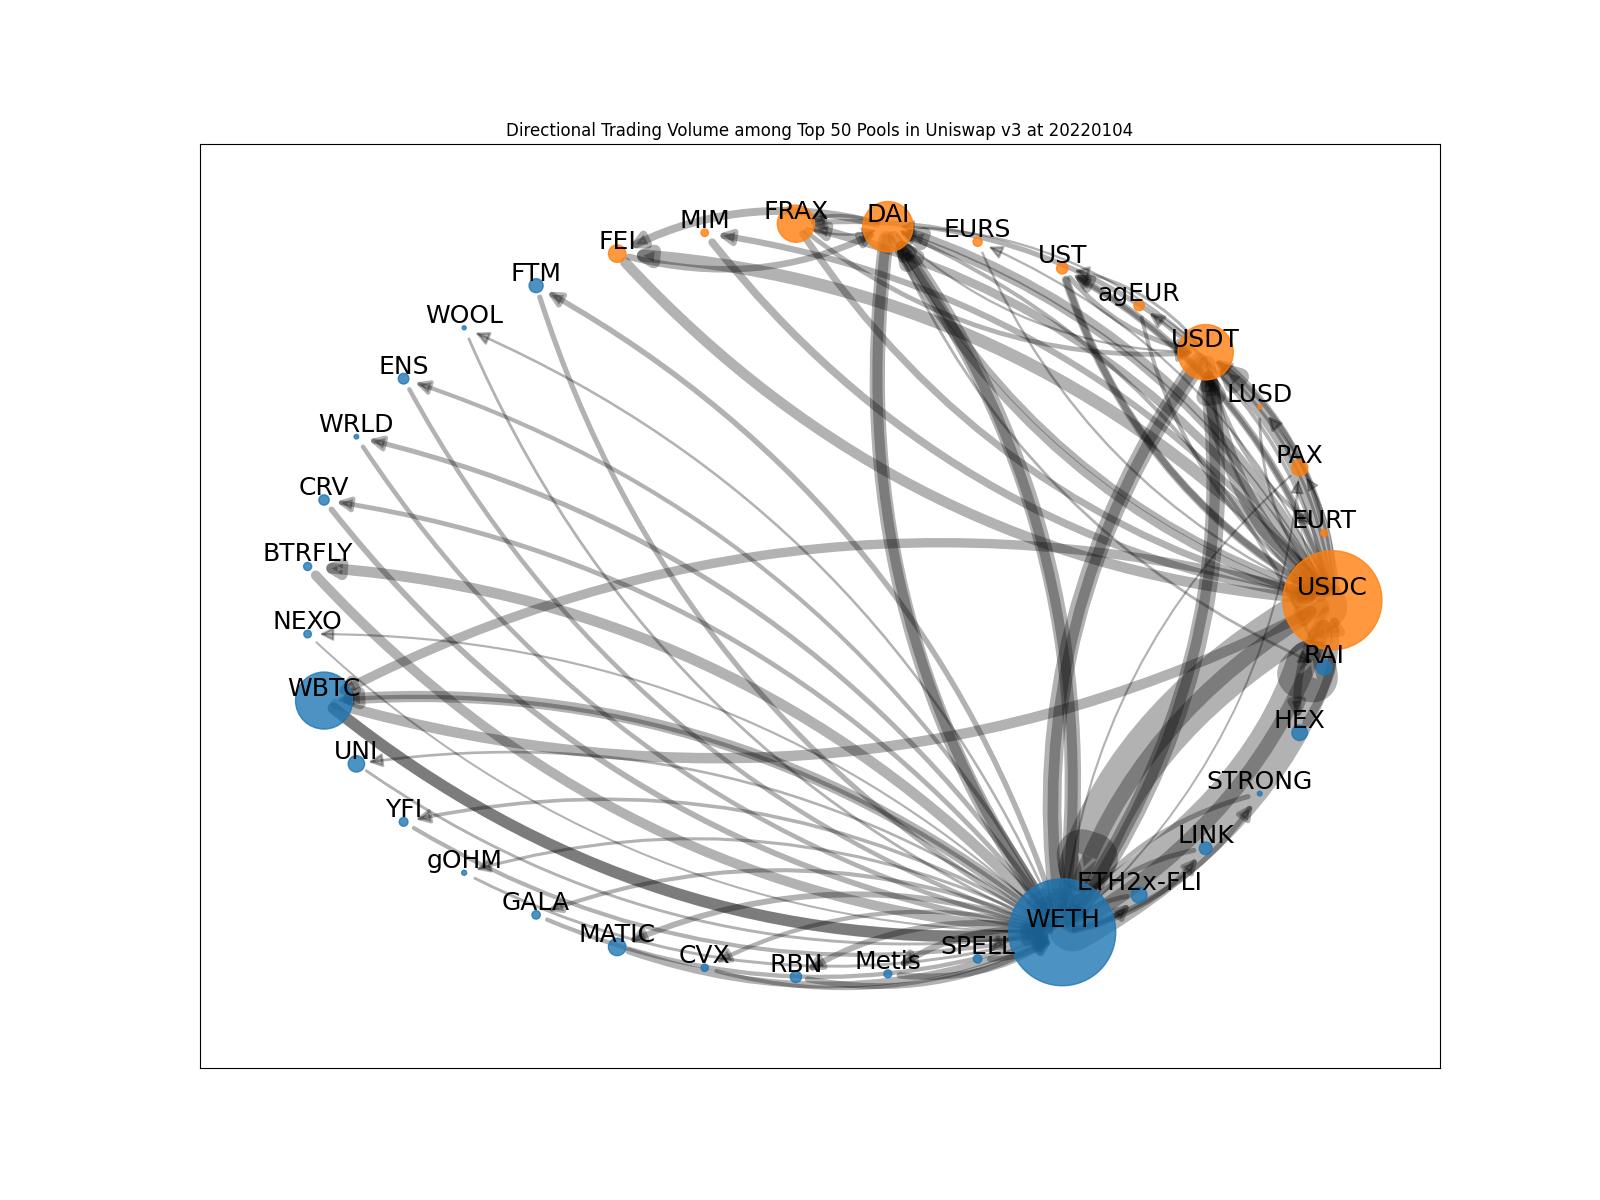 Directional Trading Volume among Top 50 Pools in Uniswap v3 at 20220104
FRAX
DAI
MIM
EURS
FEI
UST
FTM
agEUR
WOOL
USDT
ENS
LUSD
WRLD
PAX
CRV
EURT
BTRFLY
USDC
NEXO
RAI
WBTC
HEX
UNI
STRONG
YFI
LINK
gOHM
ETH2x-FLI
GALA
WETH
MATIC
SPELL
CVX
Metis
RBN